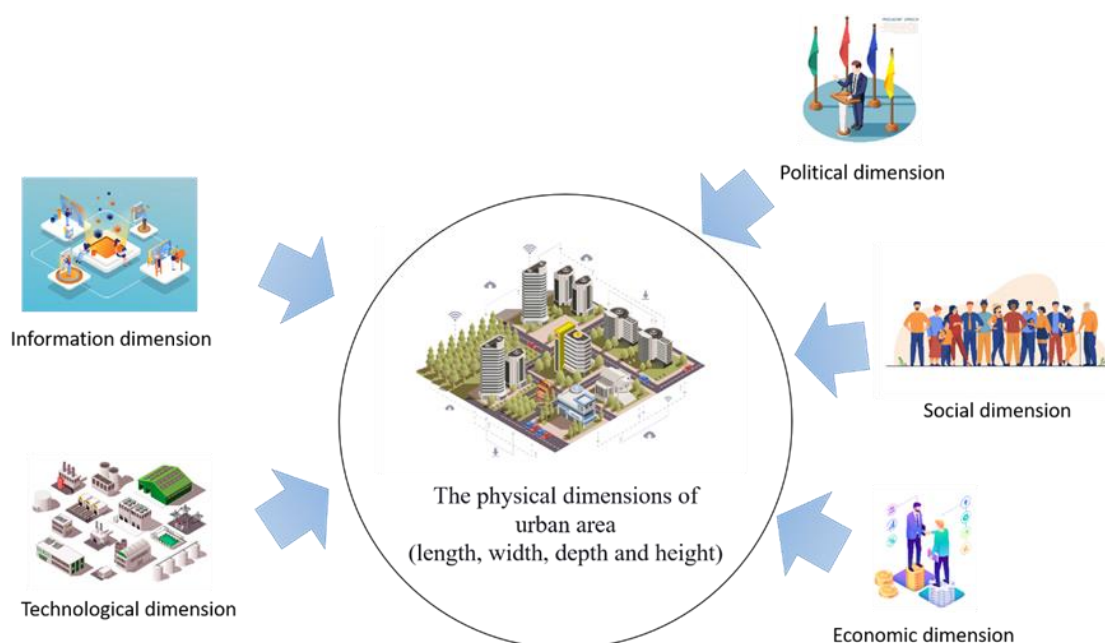 Political dimension
Information dimension
Social dimension
The physical dimensions of
urban area
(length, width, depth and height)
Technological dimension
Economic dimension